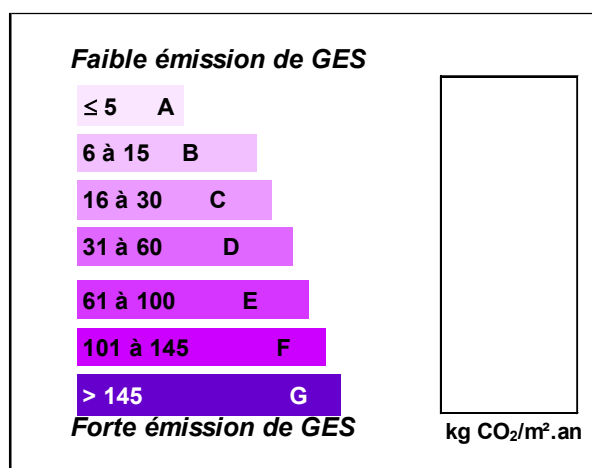 Faible émission de GES
≤ 5 A
6 à 15 B
16 à 30 C
31 à 60 D
61 à 100 E
101 à 145 F
> 145 G
Forte émission de GES
kg CO₂/m².an